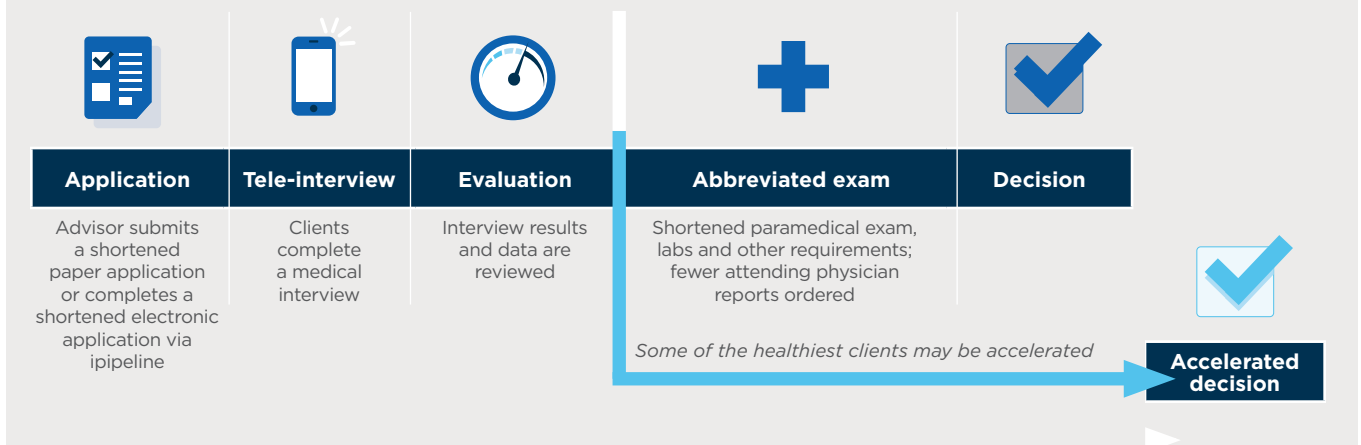 Application
Advisor submits
a shortened
paper application
or completes a
shortened electronic
application via
ipipeline
Tele-interview
Clients
complete
a medical
interview
Evaluation
Interview results
and data are
reviewed
Abbreviated exam
Shortened paramedical exam,
labs and other requirements;
fewer attending physician
reports ordered
Decision
Some of the healthiest clients may be accelerated
Accelerated
decision